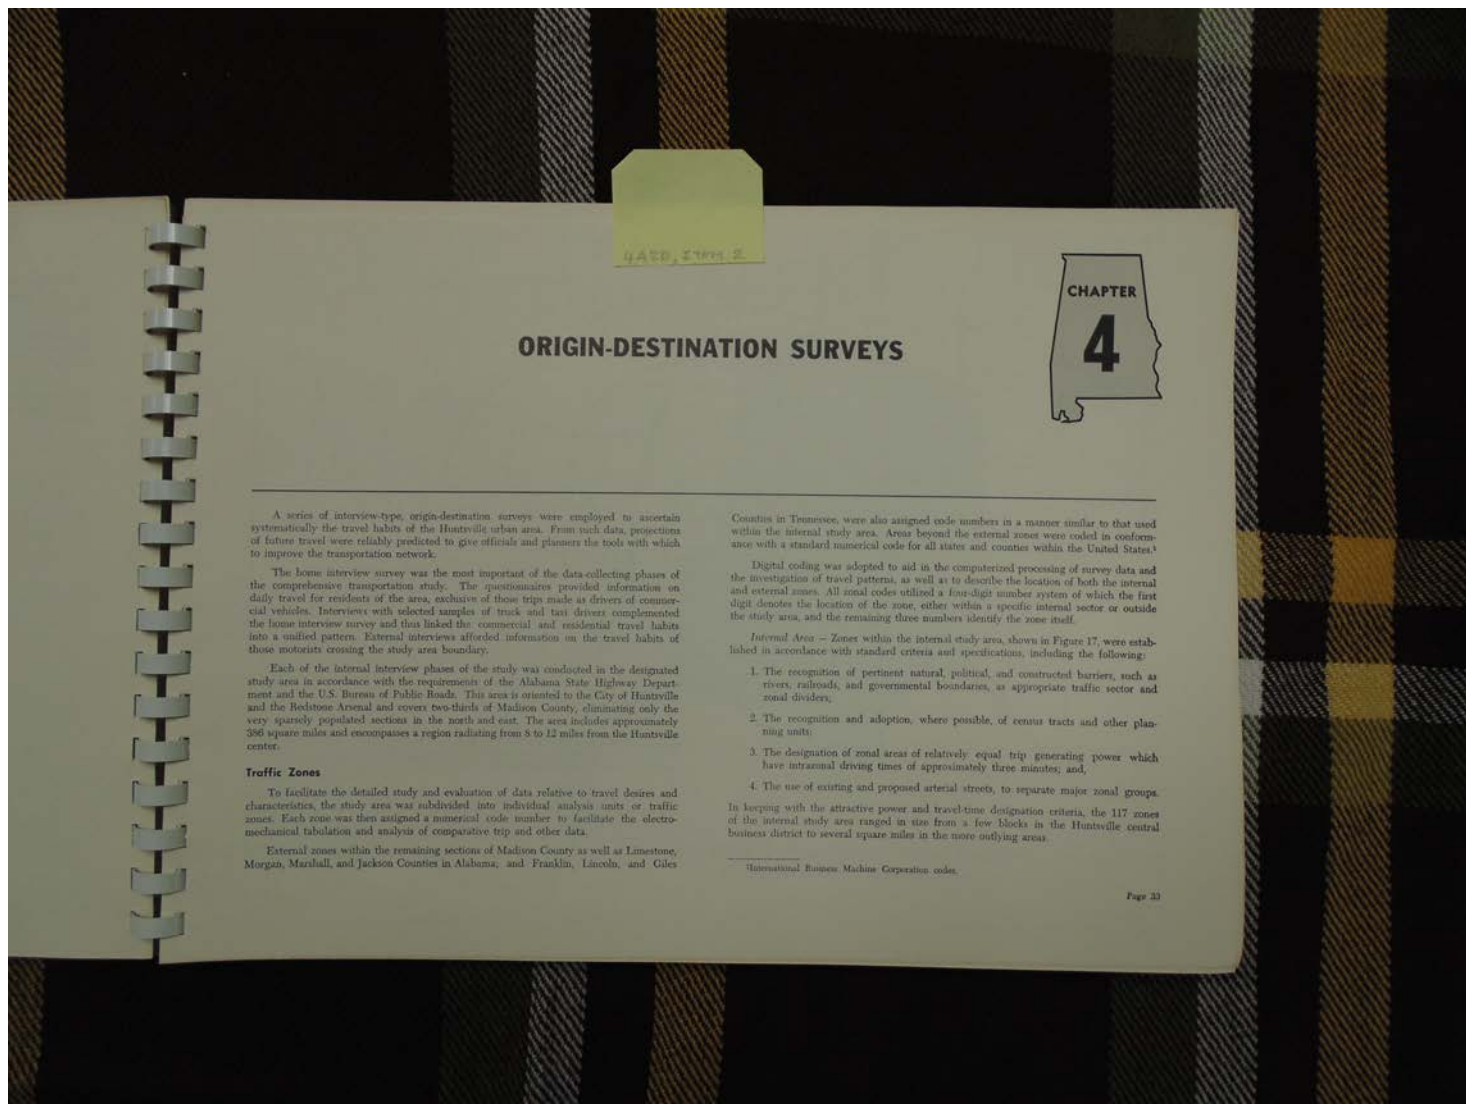 4A2D, ITEM 2
CHAPTER
4
ORIGIN-DESTINATION SURVEYS
A series of interview-type, origin-destination surveys were employed to ascertain
systematically the travel habits of the Huntsville urban area. From such data, projections
of future travel were reliably predicted to give officials and planners the tools with which
to improve the transportation network.
The home interview survey was the most important of the data-collecting phases of
the comprehensive transportation study. The questionnaires provided information on
daily travel for residents of the area, exclusive of those trips made as drivers of commer-
cial vehicles. Interviews with selected samples of truck and taxi drivers complemented
the home interview survey and thus linked the commercial and residential travel habits
into a unified pattern. External interviews afforded information on the travel habits of
those motorists crossing the study area boundary.
Each of the internal interview phases of the study was conducted in the designated
study area in accordance with the requirements of the Alabama State Highway Depart-
ment and the U.S. Bureau of Public Roads. This area is oriented to the City of Huntsville
and the Redstone Arsenal and covers two-thirds of Madison County, eliminating only the
very sparsely populated sections in the north and east. The area includes approximately
386 square miles and encompasses a region radiating from 8 to 12 miles from the Huntsville
center.
Traffic Zones
To facilitate the detailed study and evaluation of data relative to travel desires and
characteristics, the study area was subdivided into individual analysis units or traffic
zones. Each zone was then assigned a numerical code number to facilitate the electro-
mechanical tabulation and analysis of comparative trip and other data.
External zones within the remaining sections of Madison County as well as Limestone,
Morgan, Marshall, and Jackson Counties in Alabama; and Franklin, Lincoln, and Giles
Counties in Tennessee, were also assigned code numbers in a manner similar to that used
within the internal study area. Areas beyond the external zones were coded in conform-
ance with a standard numerical code for all states and counties within the United States.¹
Digital coding was adopted to aid in the computerized processing of survey data and
the investigation of travel patterns, as well as to describe the location of both the internal
and external zones. All zonal codes utilized a four-digit number system of which the first
digit denotes the location of the zone, either within a specific internal sector or outside
the study area, and the remaining three numbers identify the zone itself.
Internal Area — Zones within the internal study area, shown in Figure 17, were estab-
lished in accordance with standard criteria and specifications, including the following:
1. The recognition of pertinent natural, political, and constructed barriers, such as
rivers, railroads, and governmental boundaries, as appropriate traffic sector and
zonal dividers;
2. The recognition and adoption, where possible, of census tracts and other plan-
ning units;
3. The designation of zonal areas of relatively equal trip generating power which
have intrazonal driving times of approximately three minutes; and,
4. The use of existing and proposed arterial streets, to separate major zonal groups.
In keeping with the attractive power and travel-time designation criteria, the 117 zones
of the internal study area ranged in size from a few blocks in the Huntsville central
business district to several square miles in the more outlying areas.
¹International Business Machine Corporation codes.
Page 33